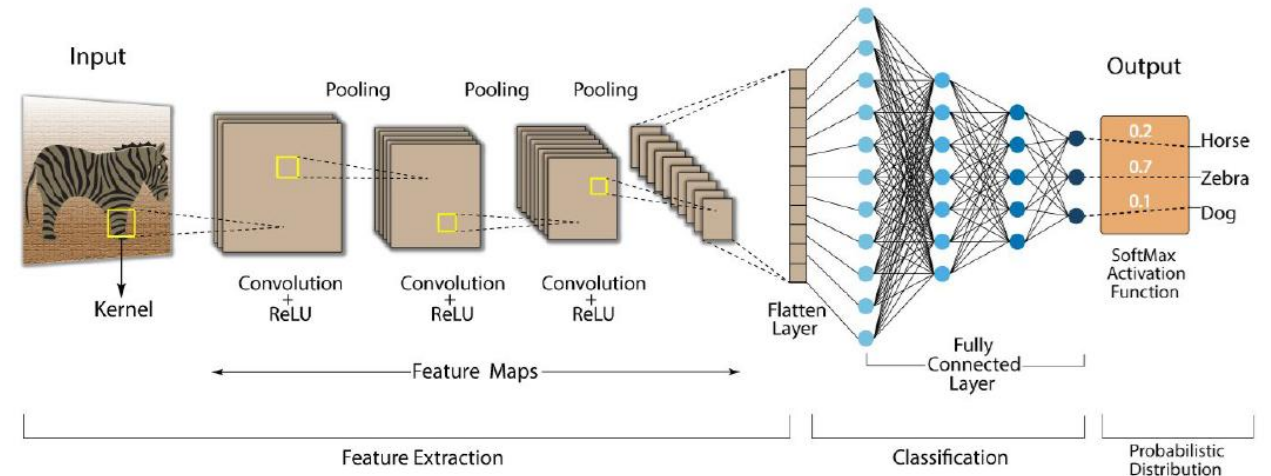 Input
Kernel
Pooling
Pooling
Pooling
Convolution
+
ReLU
Convolution
+
ReLU
Convolution
+
ReLU
Feature Maps
Flatten
Layer
Fully
Connected
Layer
Output
0.2
Horse
0.7
Zebra
0.1
Dog
SoftMax
Activation
Function
Feature Extraction
Classification
Probabilistic
Distribution